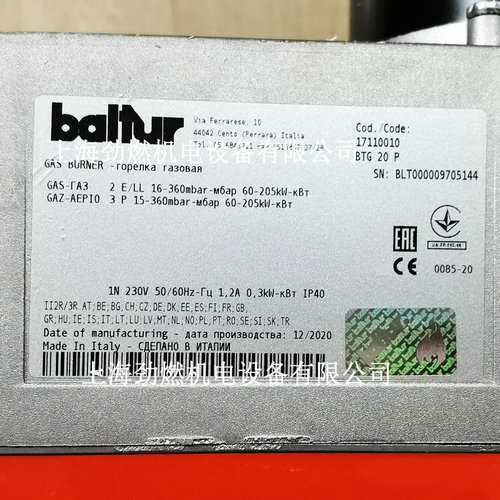 上海劲燃机电设备有限公司
baltur
Via Ferrarese, 10
44042 Cento (Ferrara) Italia
Cod./Code:
17110010
BTG 20 P
SN: BLT000009705144
GAS BURNER -горелка газовая
GAS-ГАЗ 2 E/LL 16-360mbar-мбар 60-205kW-кВт
GAZ-AEPIO 3 P 15-360mbar-мбар 60-205kW-кВт
EAC
CE 0085-20
1N 230V 50/60Hz-Гц 1,2A 0,3kW-кВт IP40
II2R/3R AT;BE;BG;CH;CZ;DE;DK;EE;ES;FI;FR;GB;
GR;HU;IE;IS;IT;LT;LU;LV;MT;NL;NO;PL;PT;RO;SE;SI;SK;TR
Date of manufacturing - дата производства: 12/2020
Made In Italy - СДЕЛАНО В ИТАЛИИ
上海劲燃机电设备有限公司